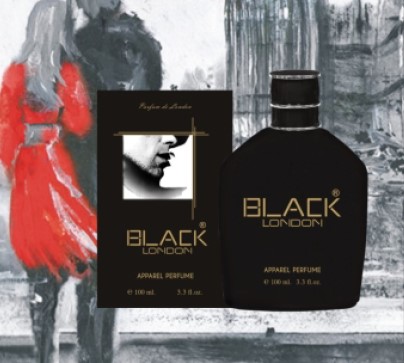 Parfum de London
BLACK®
LONDON
APPAREL PERFUME
℮ 100 ml. 3.3 fl.oz.
BLACK®
LONDON
APPAREL PERFUME
℮ 100 ml. 3.3 fl.oz.